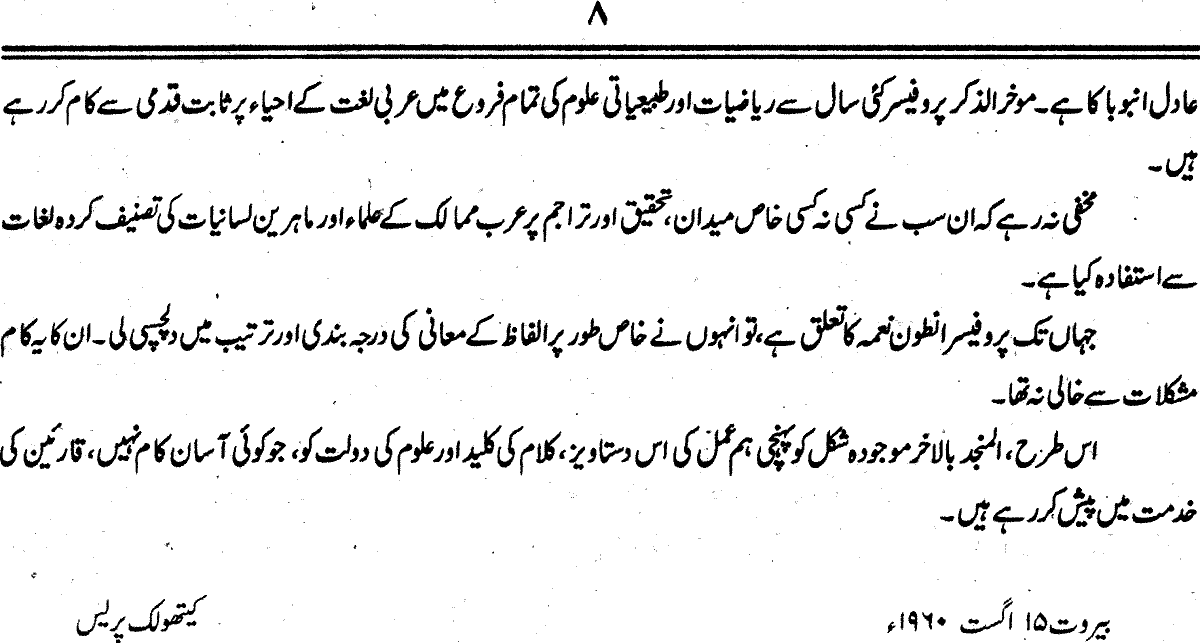 ۸
عادل انبوبا کا ہے۔ موخر الذکر پروفیسر کئی سال سے ریاضیات اور طبیعیاتی علوم کی تمام فروع میں عربی لغت کے احیاء پر ثابت قدمی سے کام کر رہے
ہیں۔
مخفی نہ رہے کہ ان سب نے کسی نہ کسی خاص میدان، تحقیق اور تراجم پر عرب ممالک کے علماء اور ماہرین لسانیات کی تصنیف کردہ لغات
سے استفادہ کیا ہے۔
جہاں تک پروفیسر انطون نعمہ کا تعلق ہے، تو انہوں نے خاص طور پر الفاظ کے معانی کی درجہ بندی اور ترتیب میں دلچسپی لی۔ ان کا یہ کام
مشکلات سے خالی نہ تھا۔
اس طرح، المنجد بالاخر موجودہ شکل کو پہنچی ہم عمل کی اس دستاویز، کلام کی کلید اور علوم کی دولت کو، جو کوئی آسان کام نہیں، قارئین کی
خدمت میں پیش کر رہے ہیں۔
بیروت ۱۵ اگست ۱۹۶۰ء کیتھولک پریس